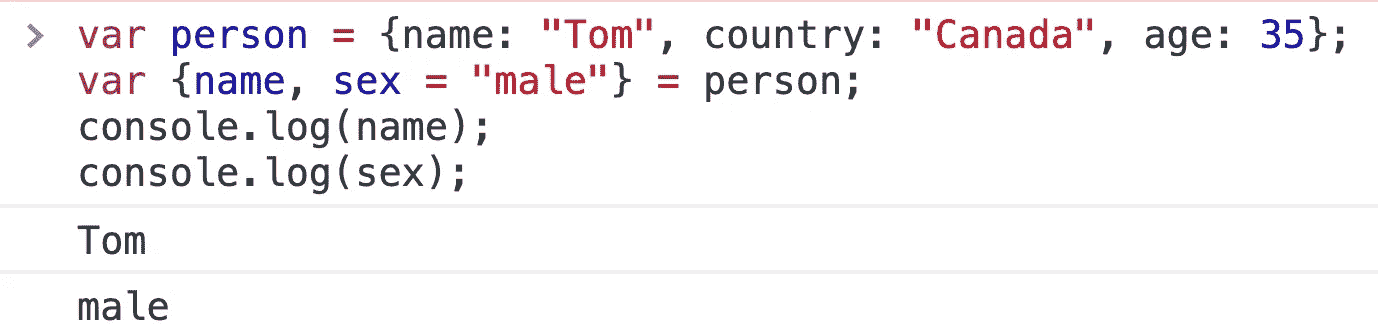 > var person = {name: "Tom", country: "Canada", age: 35};
var {name, sex = "male"} = person;
console.log(name);
console.log(sex);
Tom
male